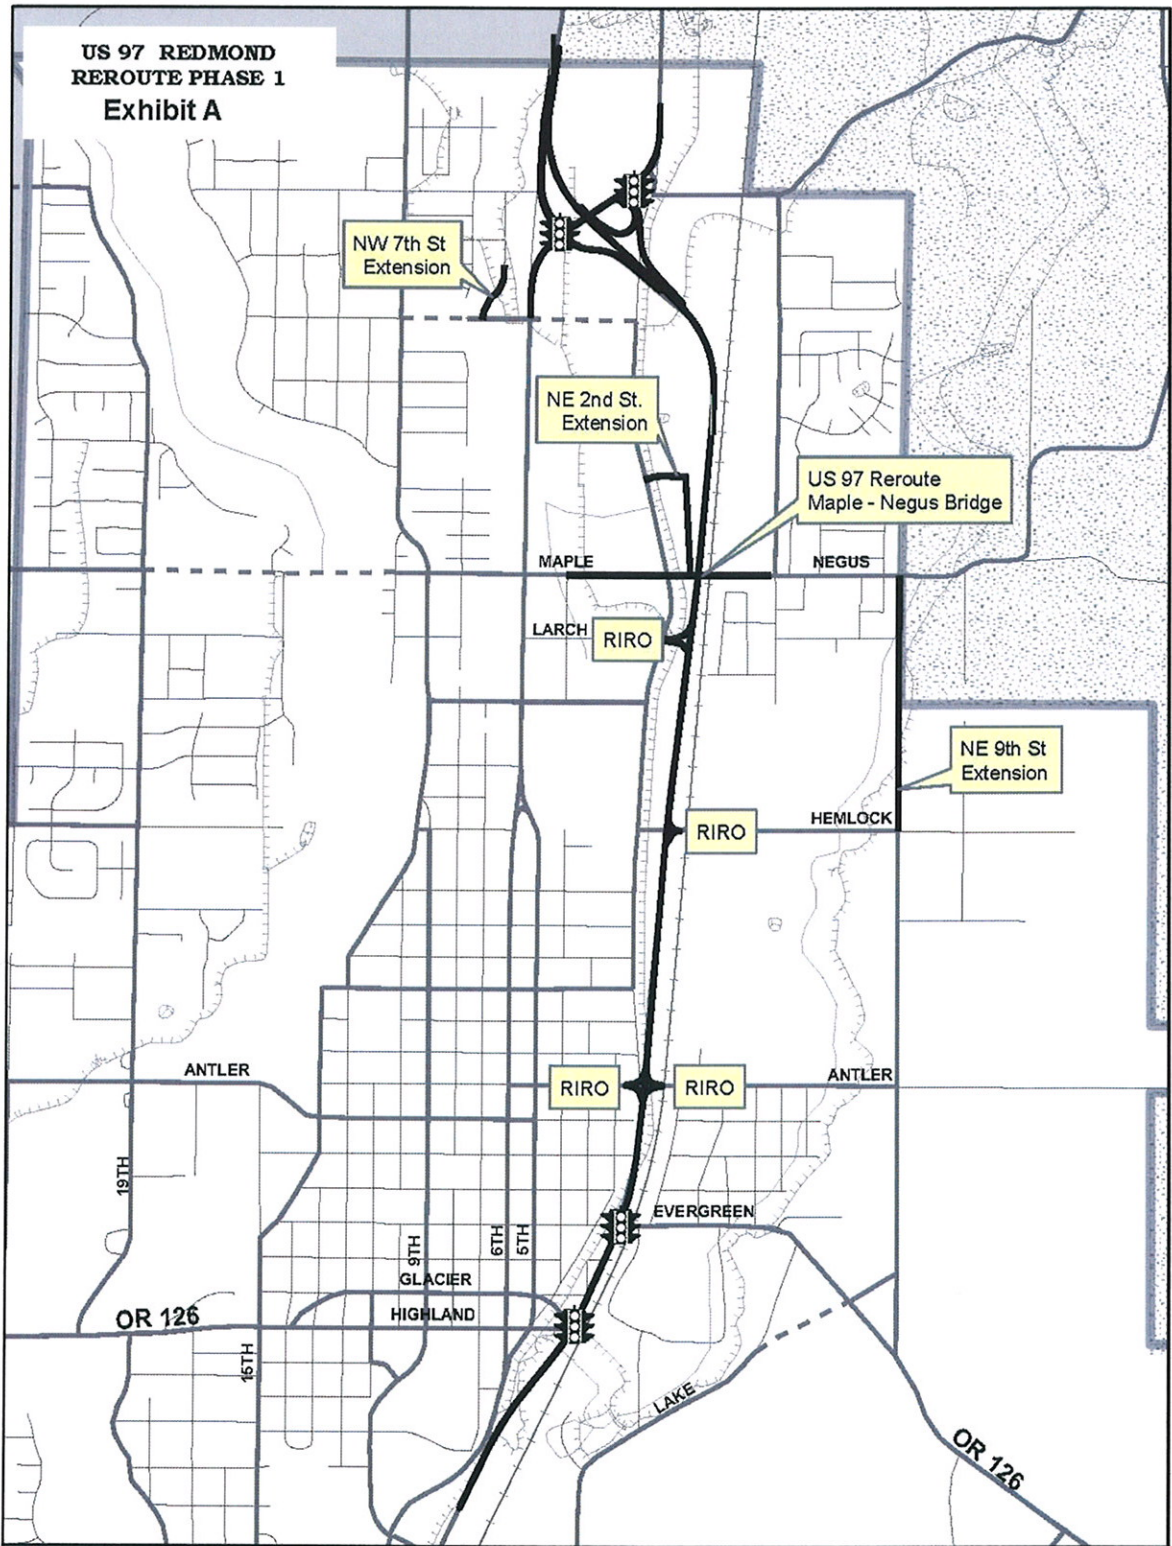 US 97 REDMOND
REROUTE PHASE 1
Exhibit A
NW 7th St
Extension
NE 2nd St.
Extension
US 97 Reroute
Maple - Negus Bridge
MAPLE
NEGUS
LARCH
RIRO
NE 9th St
Extension
HEMLOCK
RIRO
ANTLER
RIRO
RIRO
ANTLER
19TH
EVERGREEN
9TH
6TH
5TH
GLACIER
HIGHLAND
OR 126
15TH
LAKE
OR 126